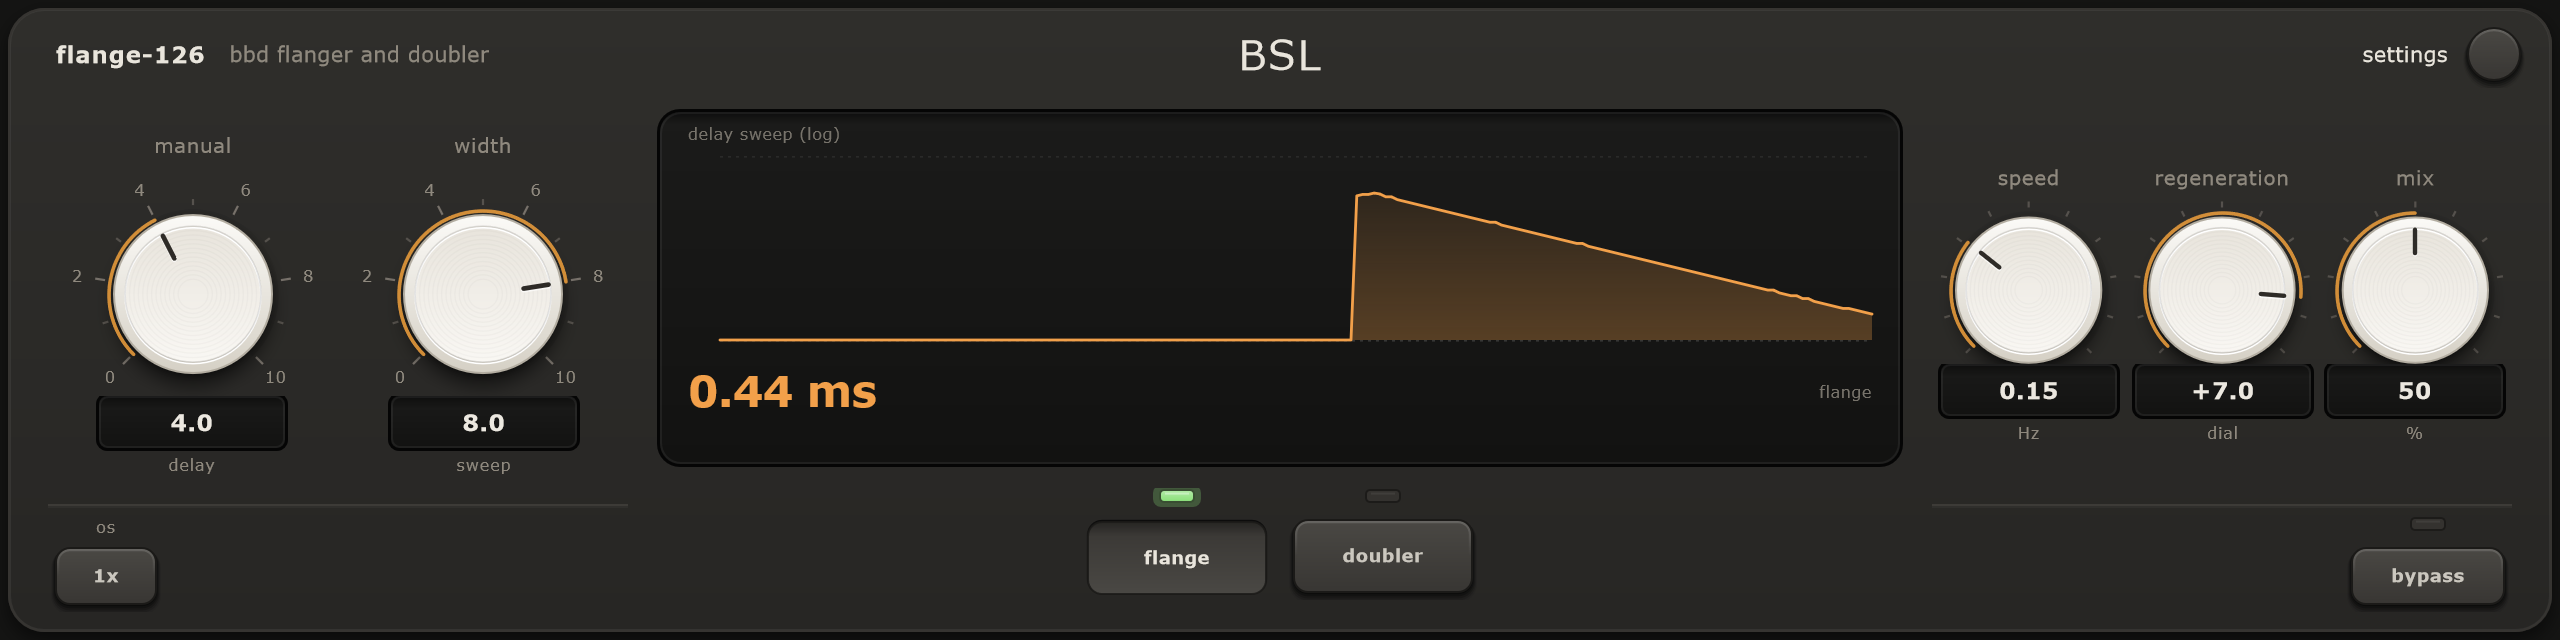 flange-126 bbd flanger and doubler
BSL
settings
manual
4 6
2 8
0 10
4.0
delay
width
4 6
2 8
0 10
8.0
sweep
delay sweep (log)
0.44 ms
flange
speed
0.15
Hz
regeneration
+7.0
dial
mix
50
%
os
1x
flange
doubler
bypass